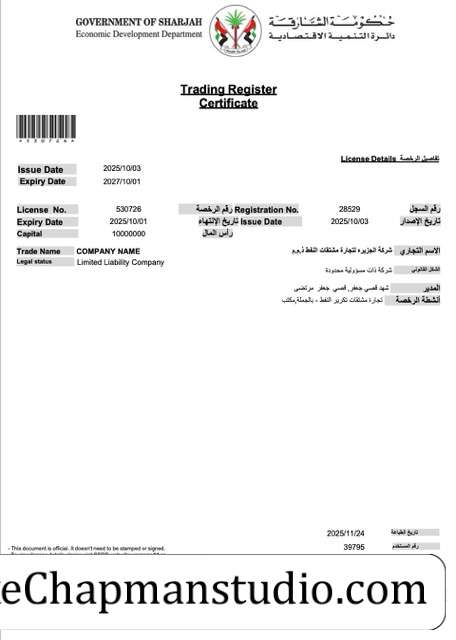 GOVERNMENT OF SHARJAH
Economic Development Department
حكومة الشارقة
دائرة التنمية الاقتصادية
Trading Register
Certificate
*530726*
License Details تفاصيل الرخصة
Issue Date 2025/10/03
Expiry Date 2027/10/01
License No. 530726 رقم الرخصة Registration No. 28529 رقم السجل
Expiry Date 2025/10/01 تاريخ الإنتهاء Issue Date 2025/10/03 تاريخ الإصدار
Capital 10000000 رأس المال
Trade Name COMPANY NAME شركة الجزيره لتجارة مشتقات النفط ذ.م.م الاسم التجاري
Legal status Limited Liability Company شركة ذات مسؤولية محدودة الشكل القانوني
شهد قصي جعفر, قصي جعفر مرتضى المدير
تجارة مشتقات تكرير النفط - بالجملة,مكتب أنشطة الرخصة
2025/11/24 تاريخ الطباعة
39795 رقم المستخدم
- This document is official. It doesn't need to be stamped or signed.
eChapmanstudio.com